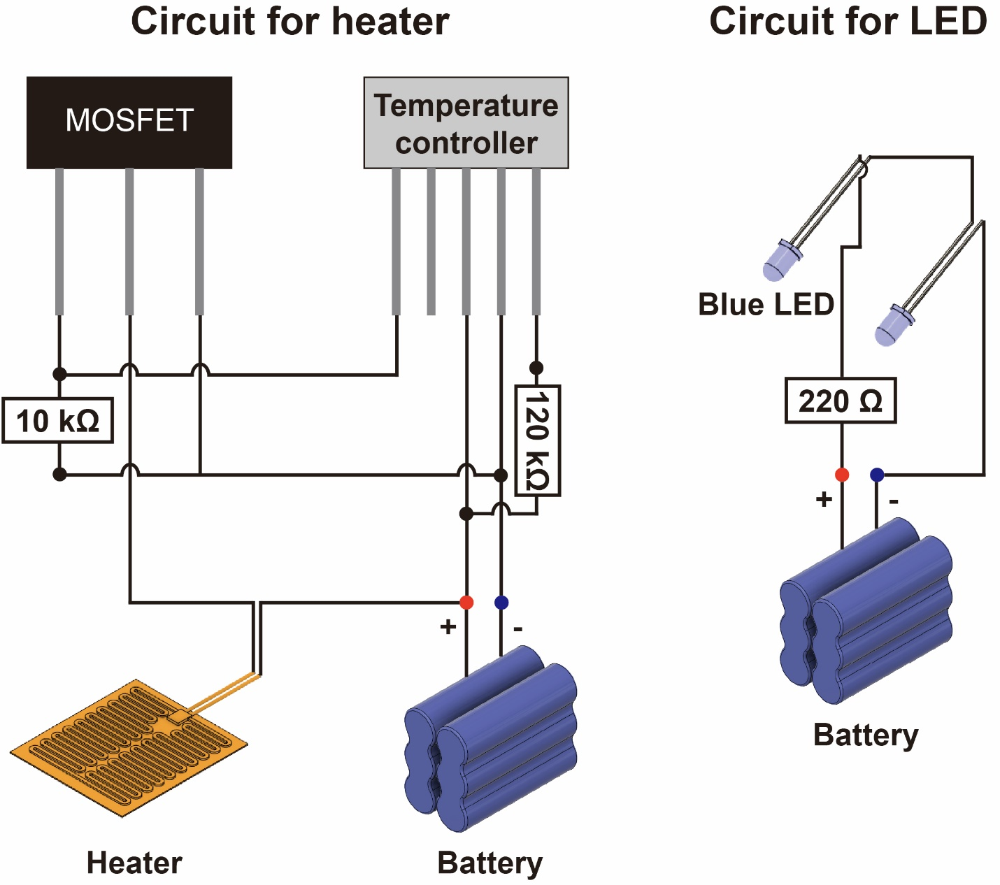 Circuit for heater
Circuit for LED
MOSFET
Temperature
controller
Blue LED
10 kΩ
120 kΩ
220 Ω
+
-
+
-
Battery
Heater
Battery